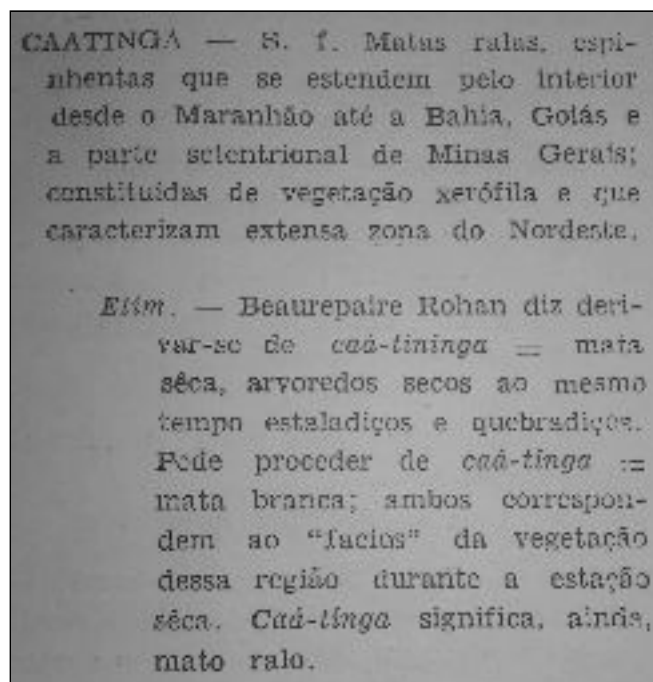 CAATINGA — S. f. Matas ralas, espi-
nhentas que se estendem pelo interior
desde o Maranhão até a Bahia, Goiás e
a parte setentrional de Minas Gerais;
constituidas de vegetação xerófila e que
caracterizam extensa zona do Nordeste.
Etim. — Beaurepaire Rohan diz deri-
var-se de caá-tininga = mata
sêca, arvoredos secos ao mesmo
tempo estaladiços e quebradiços.
Pode proceder de caá-tinga =
mata branca; ambos correspon-
dem ao "facies" da vegetação
dessa região durante a estação
sêca. Caá-tinga significa, ainda,
mato ralo.